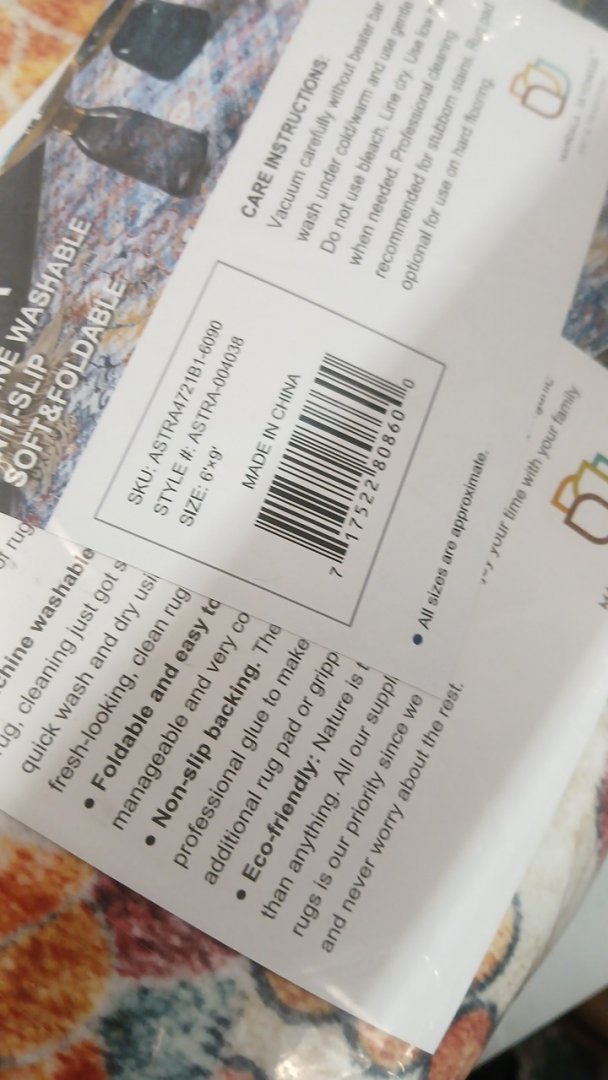 NE WASHABLE
NTI-SLIP
SOFT&FOLDABLE
CARE INSTRUCTIONS:
Vacuum carefully without beater bar
wash under cold/warm and use gentle
Do not use bleach. Line dry. Use low
when needed. Professional cleaning
recommended for stubborn stains. Rug pad
optional for use on hard flooring.
SKU: ASTRA4721B1-6090
STYLE #: ASTRA-004038
SIZE: 6'x9'
MADE IN CHINA
7 17522 80860 0
• All sizes are approximate.
your time with your family
of rug
chine washable
rug, cleaning just got s
quick wash and dry usi
fresh-looking, clean rug
• Foldable and easy to
manageable and very co
• Non-slip backing. The
professional glue to make
additional rug pad or gripp
• Eco-friendly: Nature is t
than anything. All our suppl
rugs is our priority since we
and never worry about the rest.